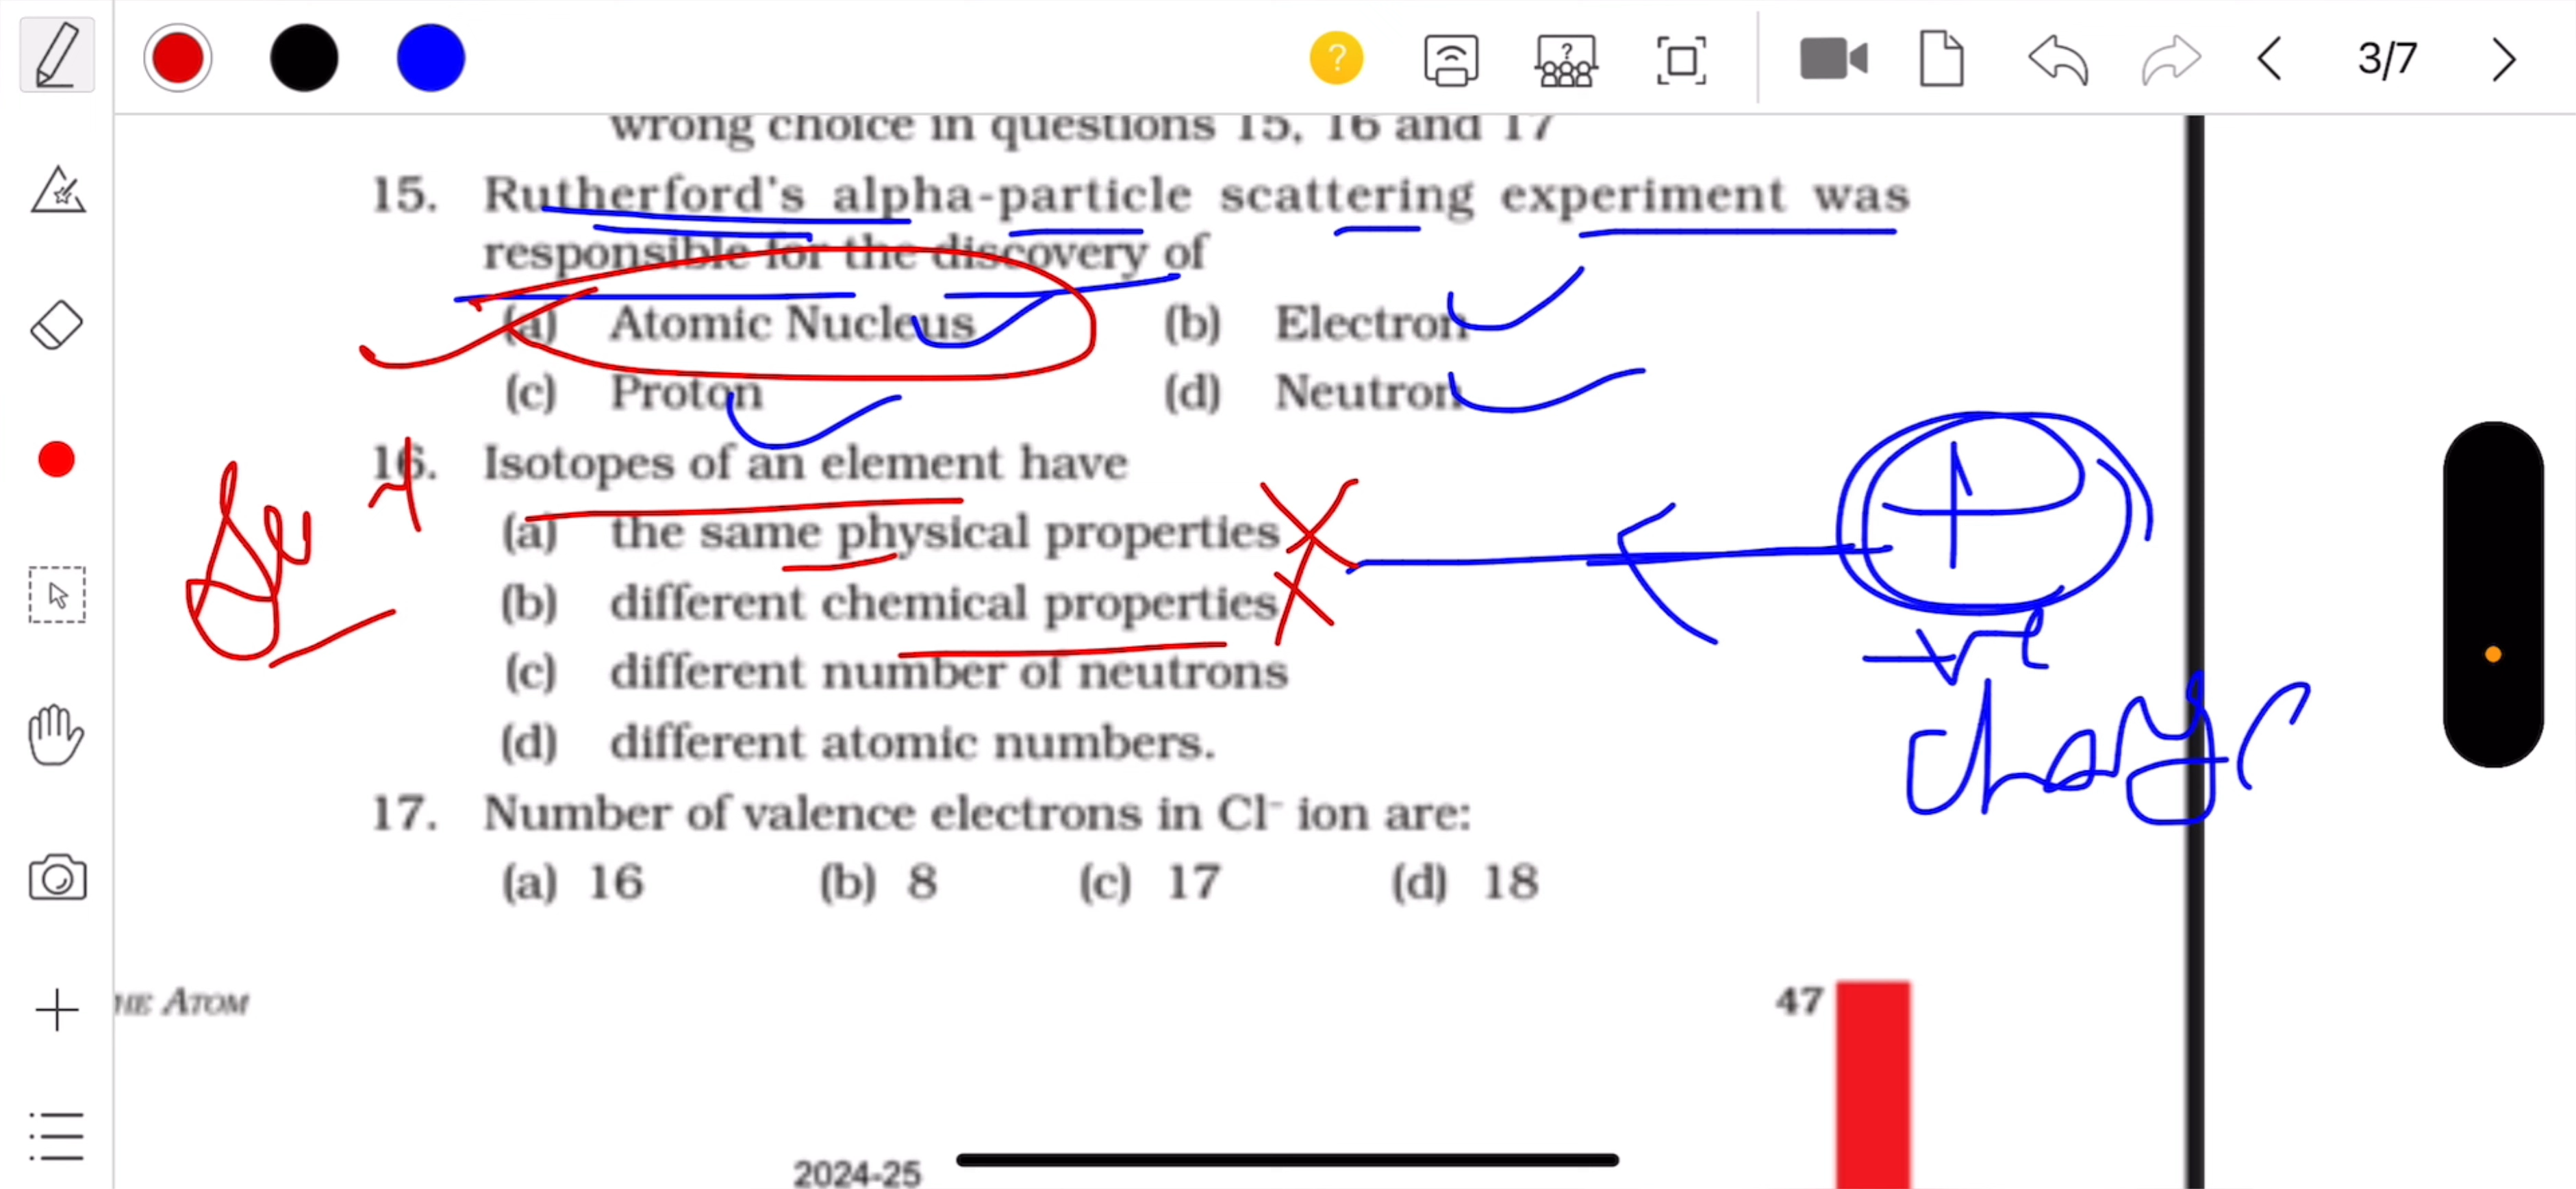 3/7
wrong choice in questions 15, 16 and 17
15. Rutherford's alpha-particle scattering experiment was
responsible for the discovery of
(a) Atomic Nucleus (b) Electron
(c) Proton (d) Neutron
16. Isotopes of an element have
(a) the same physical properties
(b) different chemical properties
(c) different number of neutrons
(d) different atomic numbers.
+ve
charge
17. Number of valence electrons in Cl⁻ ion are:
(a) 16 (b) 8 (c) 17 (d) 18
HE ATOM
47
2024-25